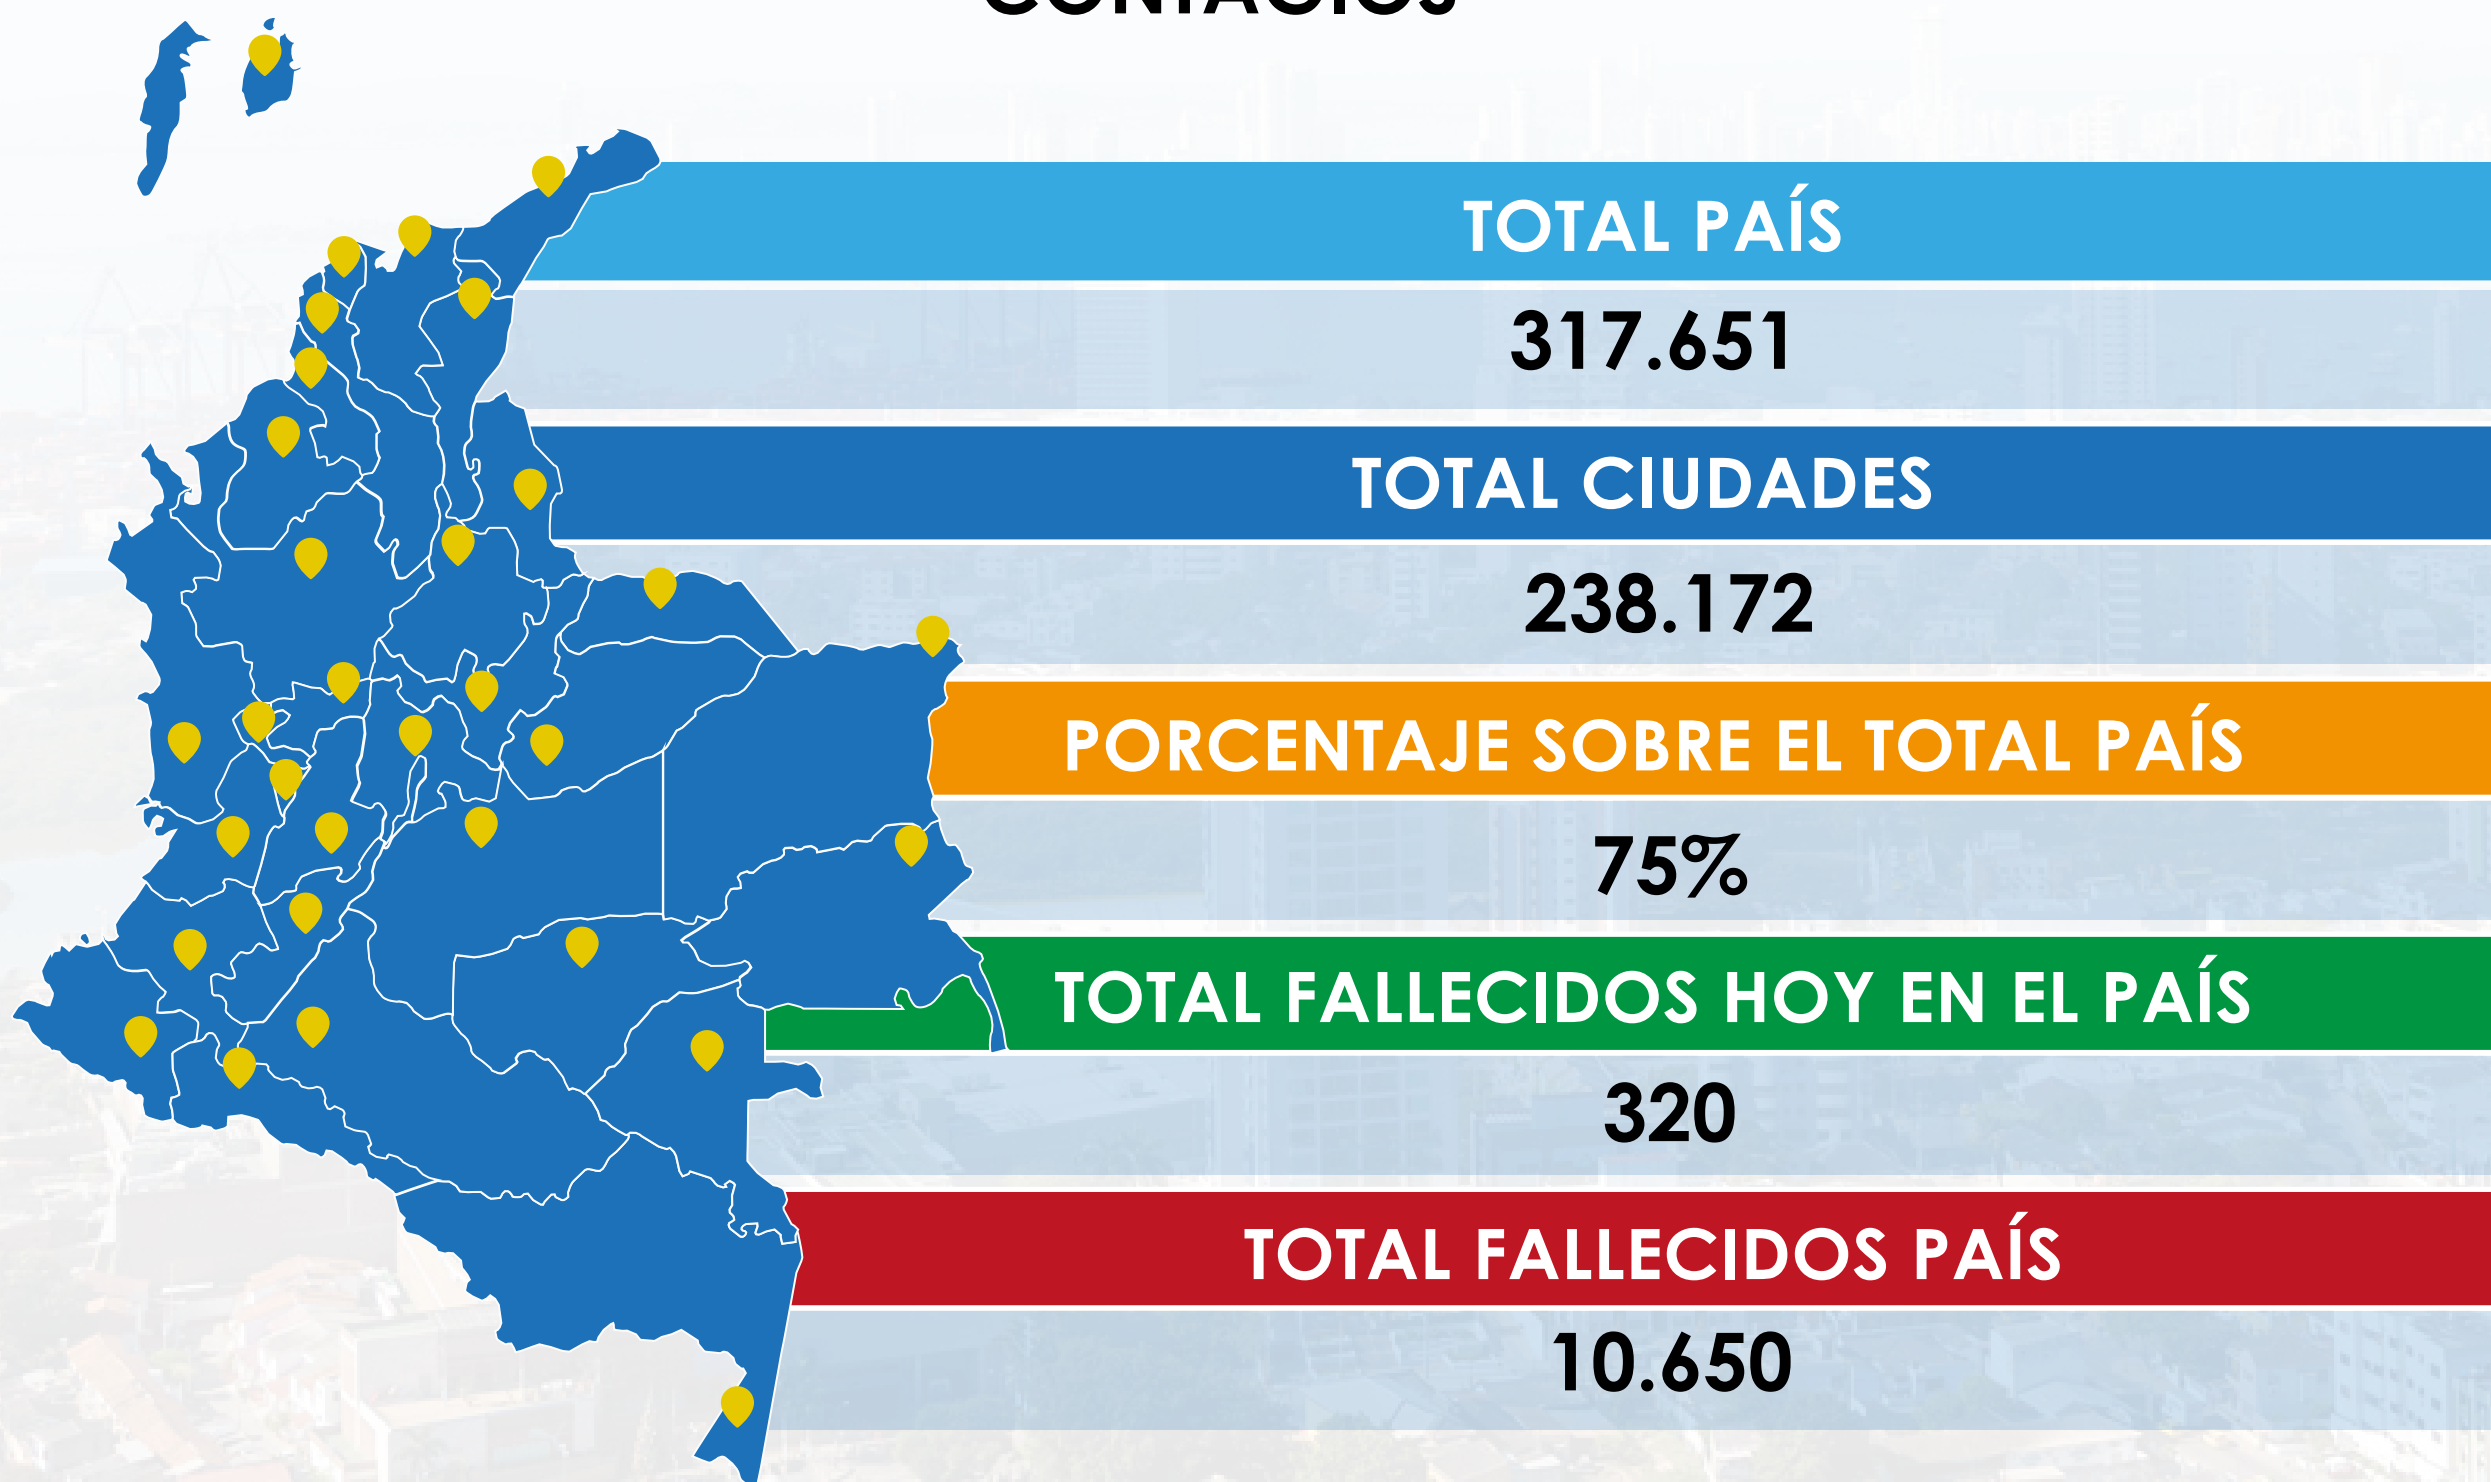 CONTAGIOS
TOTAL PAÍS
317.651
TOTAL CIUDADES
238.172
PORCENTAJE SOBRE EL TOTAL PAÍS
75%
TOTAL FALLECIDOS HOY EN EL PAÍS
320
TOTAL FALLECIDOS PAÍS
10.650